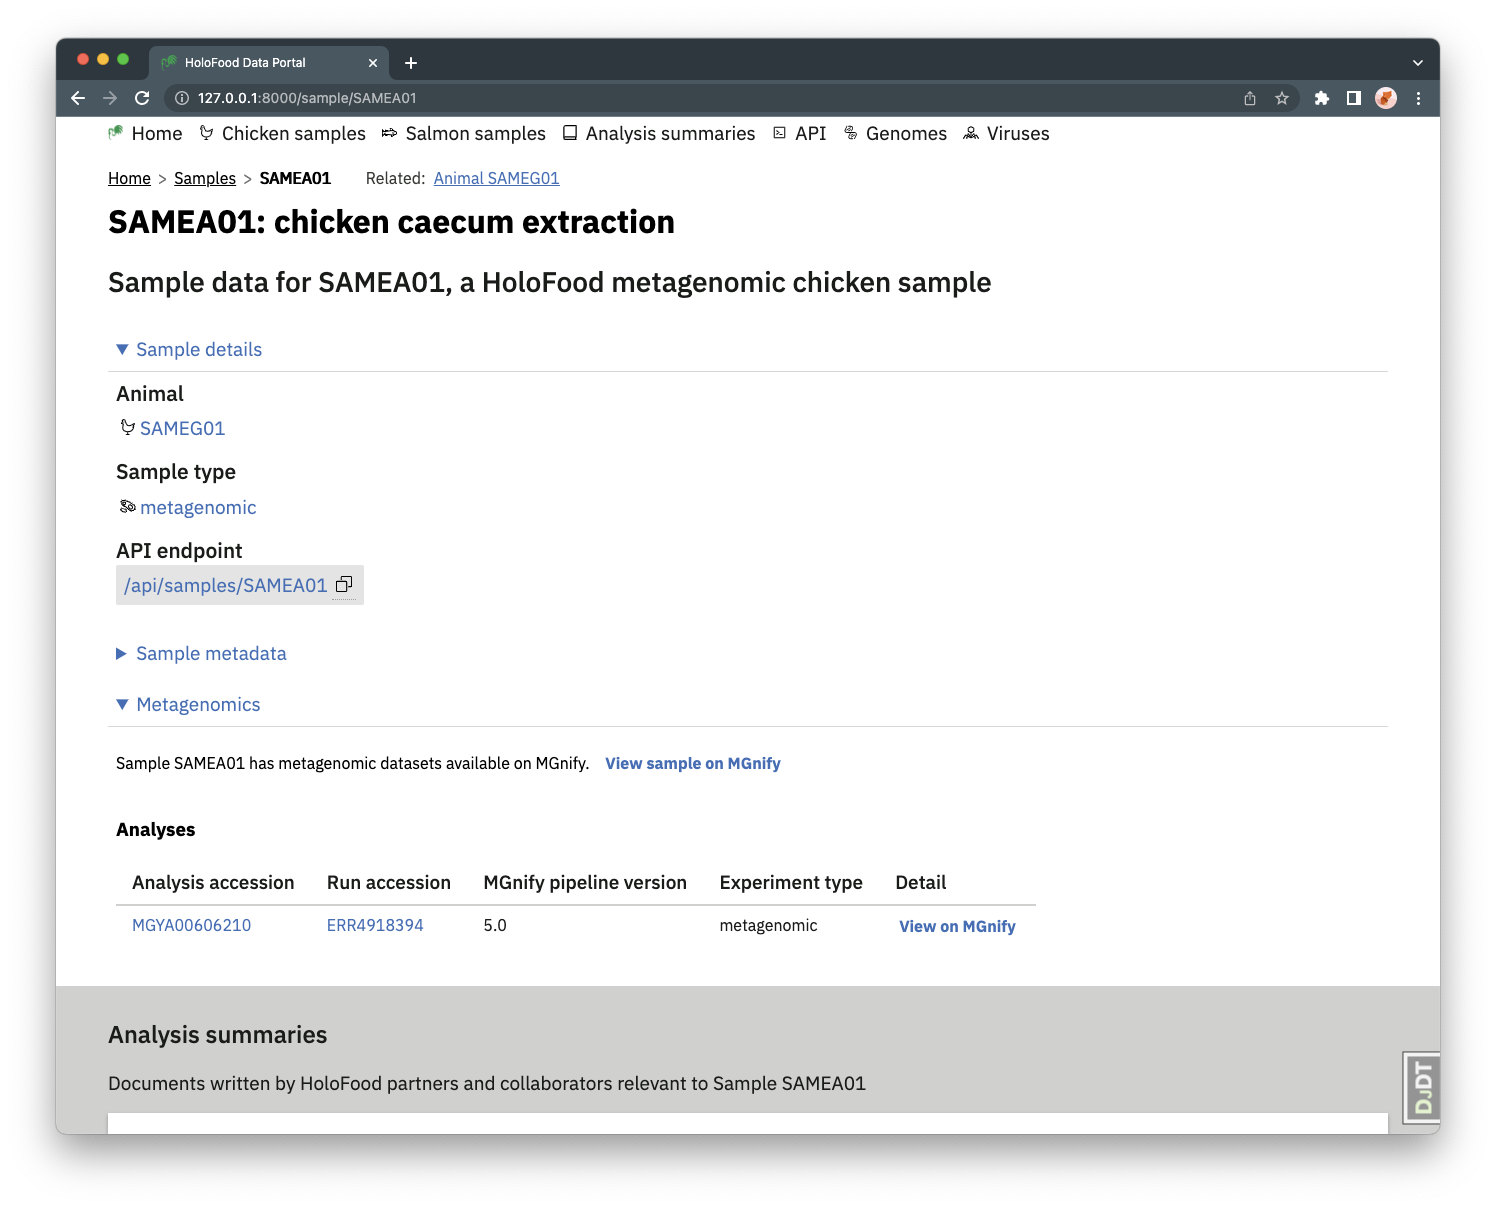 HoloFood Data Portal
127.0.0.1:8000/sample/SAMEA01
Home Chicken samples Salmon samples Analysis summaries API Genomes Viruses
Home > Samples > SAMEA01 Related: Animal SAMEG01
SAMEA01: chicken caecum extraction
Sample data for SAMEA01, a HoloFood metagenomic chicken sample
Sample details
Animal
SAMEG01
Sample type
metagenomic
API endpoint
/api/samples/SAMEA01
Sample metadata
Metagenomics
Sample SAMEA01 has metagenomic datasets available on MGnify. View sample on MGnify
Analyses
Analysis accession Run accession MGnify pipeline version Experiment type Detail
MGYA00606210 ERR4918394 5.0 metagenomic View on MGnify
Analysis summaries
Documents written by HoloFood partners and collaborators relevant to Sample SAMEA01
DJDT